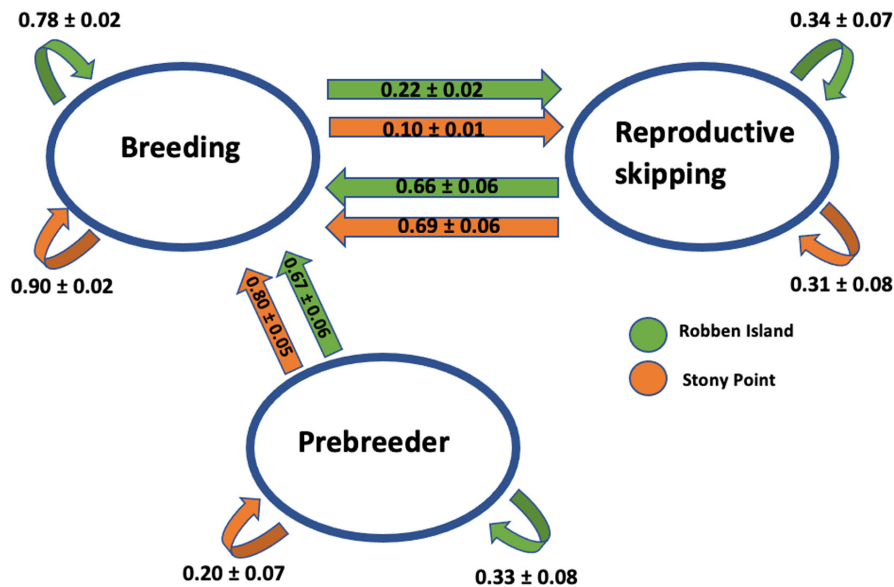 0.78 ± 0.02
0.34 ± 0.07
0.22 ± 0.02
0.10 ± 0.01
Breeding
Reproductive
skipping
0.66 ± 0.06
0.69 ± 0.06
0.90 ± 0.02
0.31 ± 0.08
0.80 ± 0.05
0.67 ± 0.06
Robben Island
Stony Point
Prebreeder
0.20 ± 0.07
0.33 ± 0.08